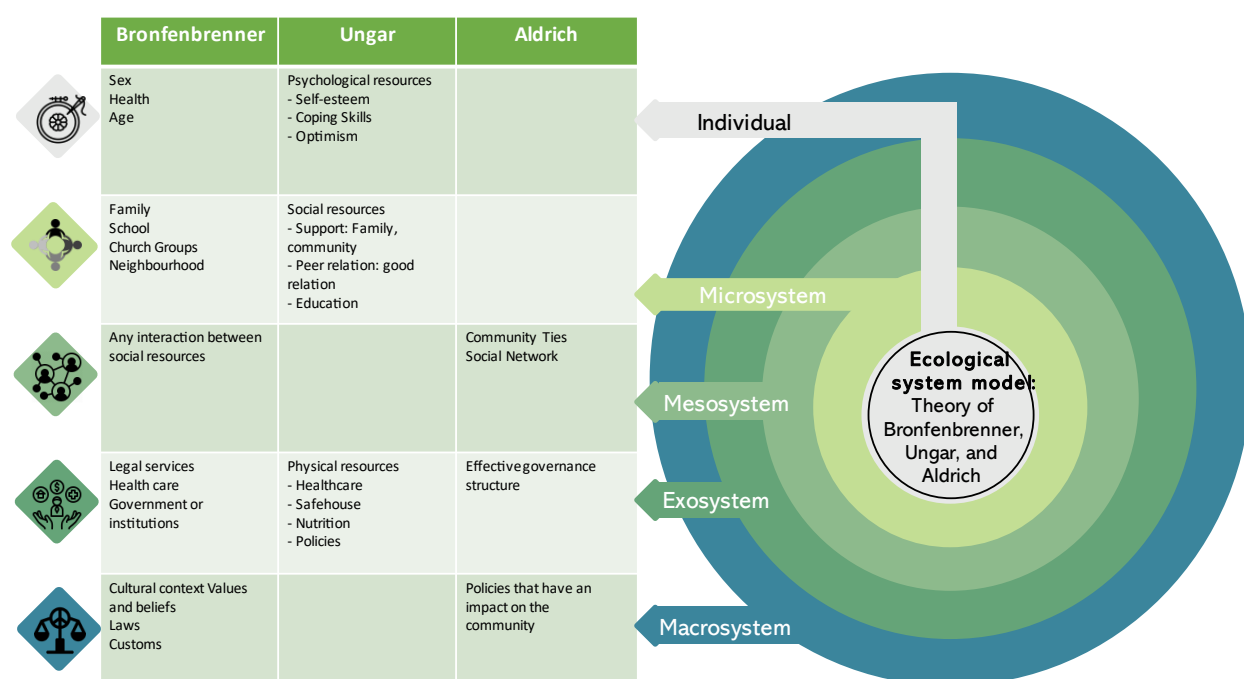 Bronfenbrenner
Ungar
Aldrich
Sex
Health
Age
Psychological resources
- Self-esteem
- Coping Skills
- Optimism
Individual
Family
School
Church Groups
Neighbourhood
Social resources
- Support: Family,
community
- Peer relation: good
relation
- Education
Microsystem
Any interaction between
social resources
Community Ties
Social Network
Mesosystem
Legal services
Health care
Government or
institutions
Physical resources
- Healthcare
- Safehouse
- Nutrition
- Policies
Effective governance
structure
Exosystem
Cultural context Values
and beliefs
Laws
Customs
Policies that have an
impact on the
community
Macrosystem
Ecological
system model:
Theory of
Bronfenbrenner,
Ungar, and
Aldrich